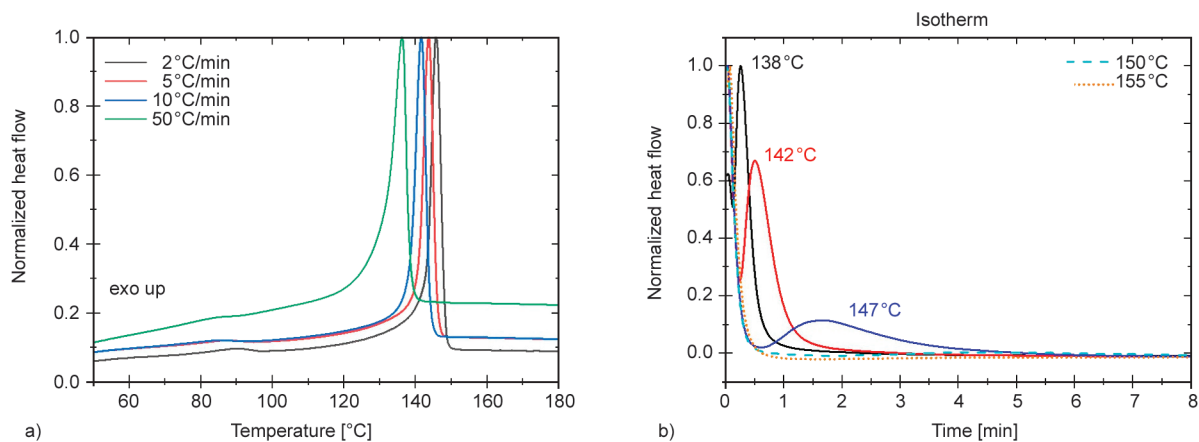 1.0
0.8
0.6
0.4
0.2
0.0
Normalized heat flow
2°C/min
5°C/min
10°C/min
50°C/min
exo up
60 80 100 120 140 160 180
Temperature [°C]
a)
Isotherm
1.0
0.8
0.6
0.4
0.2
0.0
Normalized heat flow
138°C
142°C
147°C
150°C
155°C
0 1 2 3 4 5 6 7 8
Time [min]
b)